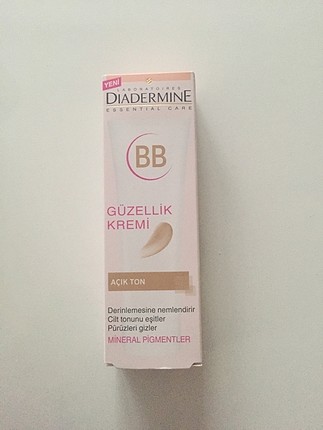 YENİ
LABORATOIRES
DIADERMINE
ESSENTIAL CARE
BB
GÜZELLİK
KREMİ
AÇIK TON
Derinlemesine nemlendirir
Cilt tonunu eşitler
Pürüzleri gizler
MİNERAL PİGMENTLER